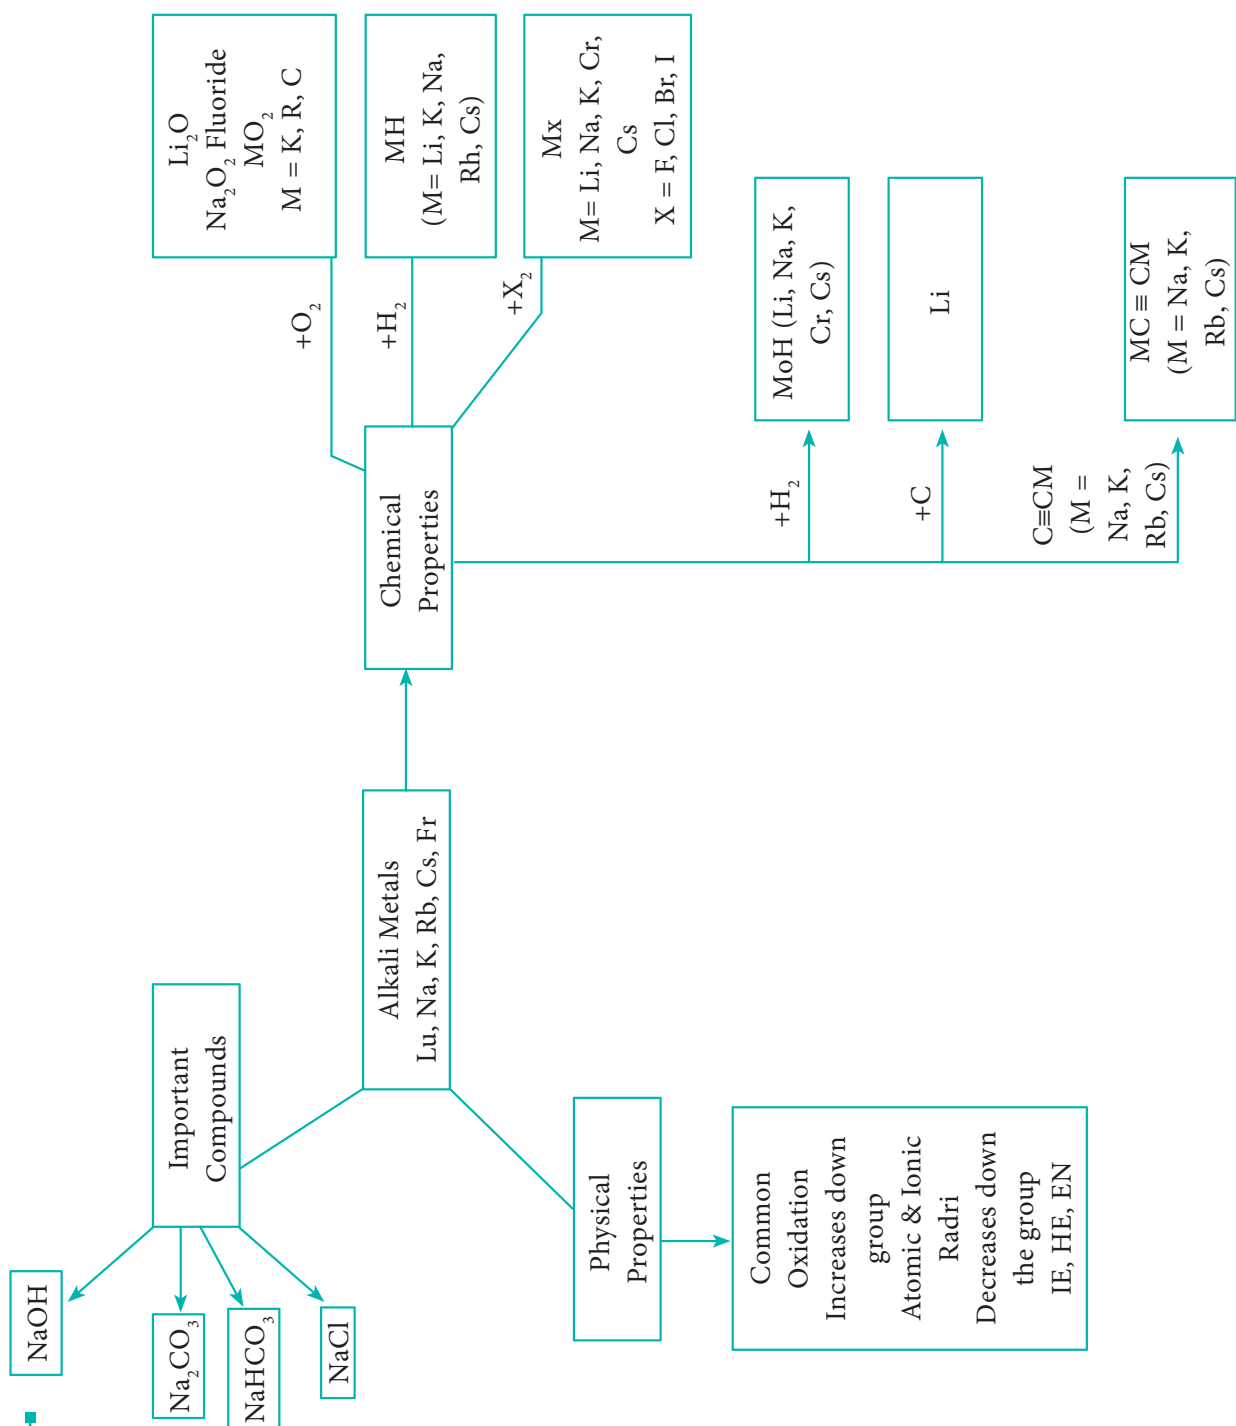 NaOH
Na₂CO₃
NaHCO₃
NaCl
Important
Compounds
Alkali Metals
Lu, Na, K, Rb, Cs, Fr
Physical
Properties
Common
Oxidation
Increases down
group
Atomic & Ionic
Radri
Decreases down
the group
IE, HE, EN
Chemical
Properties
+O₂
Li₂O
Na₂O₂ Fluoride
MO₂
M = K, R, C
+H₂
MH
(M= Li, K, Na,
Rh, Cs)
+X₂
Mx
M= Li, Na, K, Cr,
Cs
X = F, Cl, Br, I
+H₂
MoH (Li, Na, K,
Cr, Cs)
+C
Li
C≡CM
(M =
Na, K,
Rb, Cs)
MC ≡ CM
(M = Na, K,
Rb, Cs)